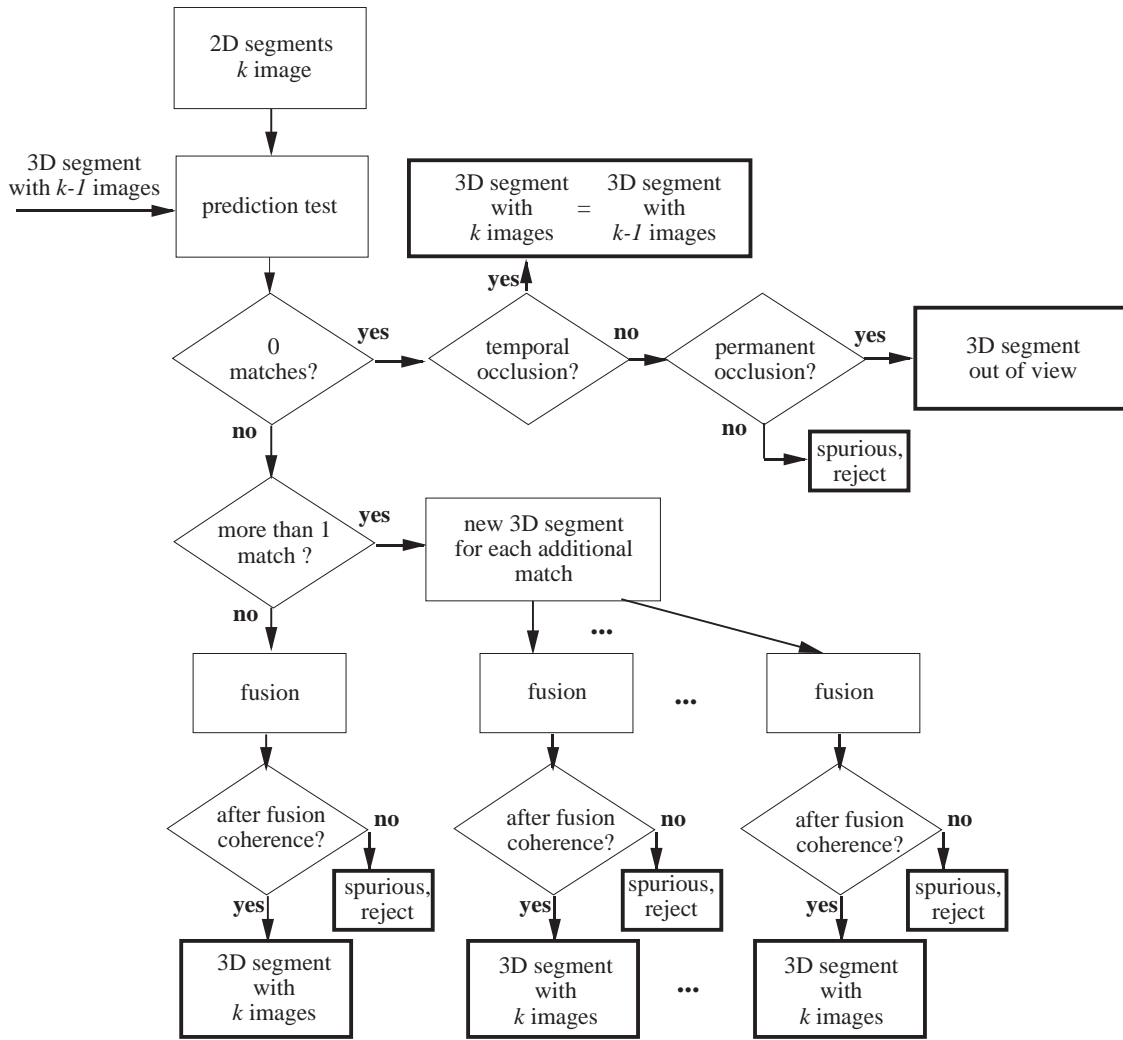 2D segments
k image
3D segment
with k-1 images
prediction test
3D segment
with
k images
=
3D segment
with
k-1 images
yes
0
matches?
yes
temporal
occlusion?
no
permanent
occlusion?
yes
3D segment
out of view
no
no
spurious,
reject
more than 1
match ?
yes
new 3D segment
for each additional
match
no
...
fusion
fusion
...
fusion
after fusion
coherence?
no
after fusion
coherence?
no
after fusion
coherence?
no
spurious,
reject
spurious,
reject
spurious,
reject
yes
yes
yes
3D segment
with
k images
3D segment
with
k images
...
3D segment
with
k images